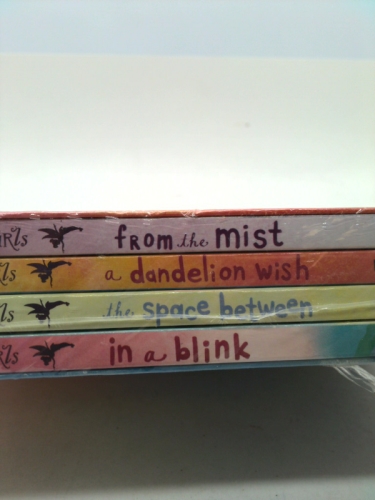 from the mist
a dandelion wish
the space between
in a blink